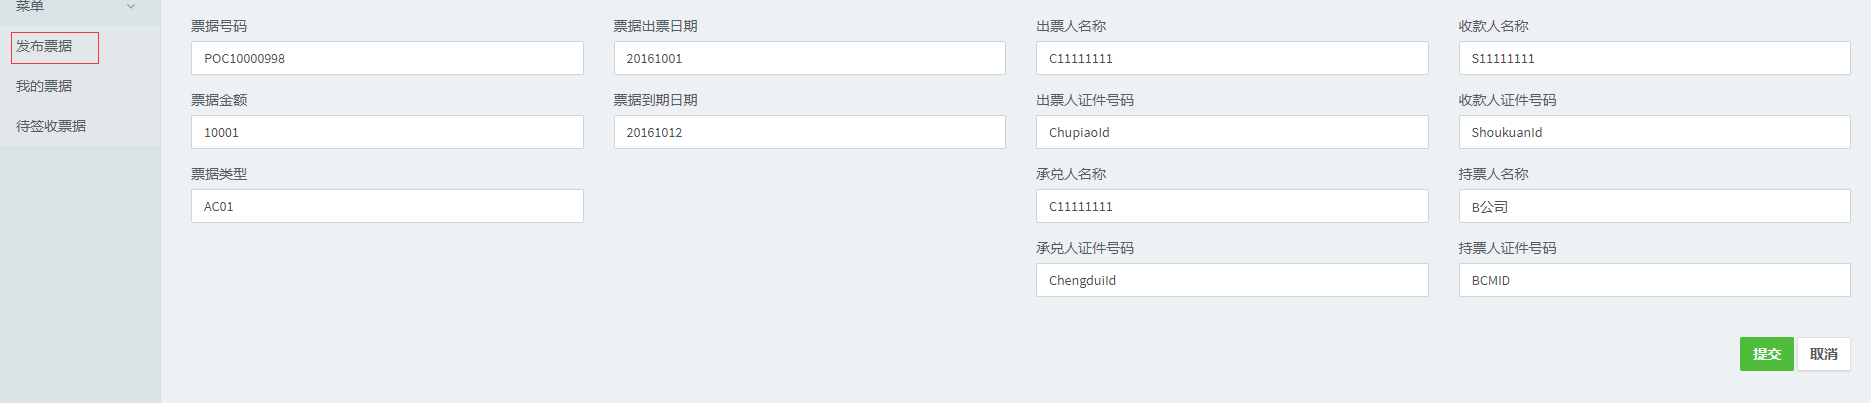 菜单
发布票据
我的票据
待签收票据
票据号码 票据出票日期 出票人名称 收款人名称
POC10000998 20161001 C11111111 S11111111
票据金额 票据到期日期 出票人证件号码 收款人证件号码
10001 20161012 ChupiaoId ShoukuanId
票据类型 承兑人名称 持票人名称
AC01 C11111111 B公司
承兑人证件号码 持票人证件号码
ChengduiId BCMID
提交 取消